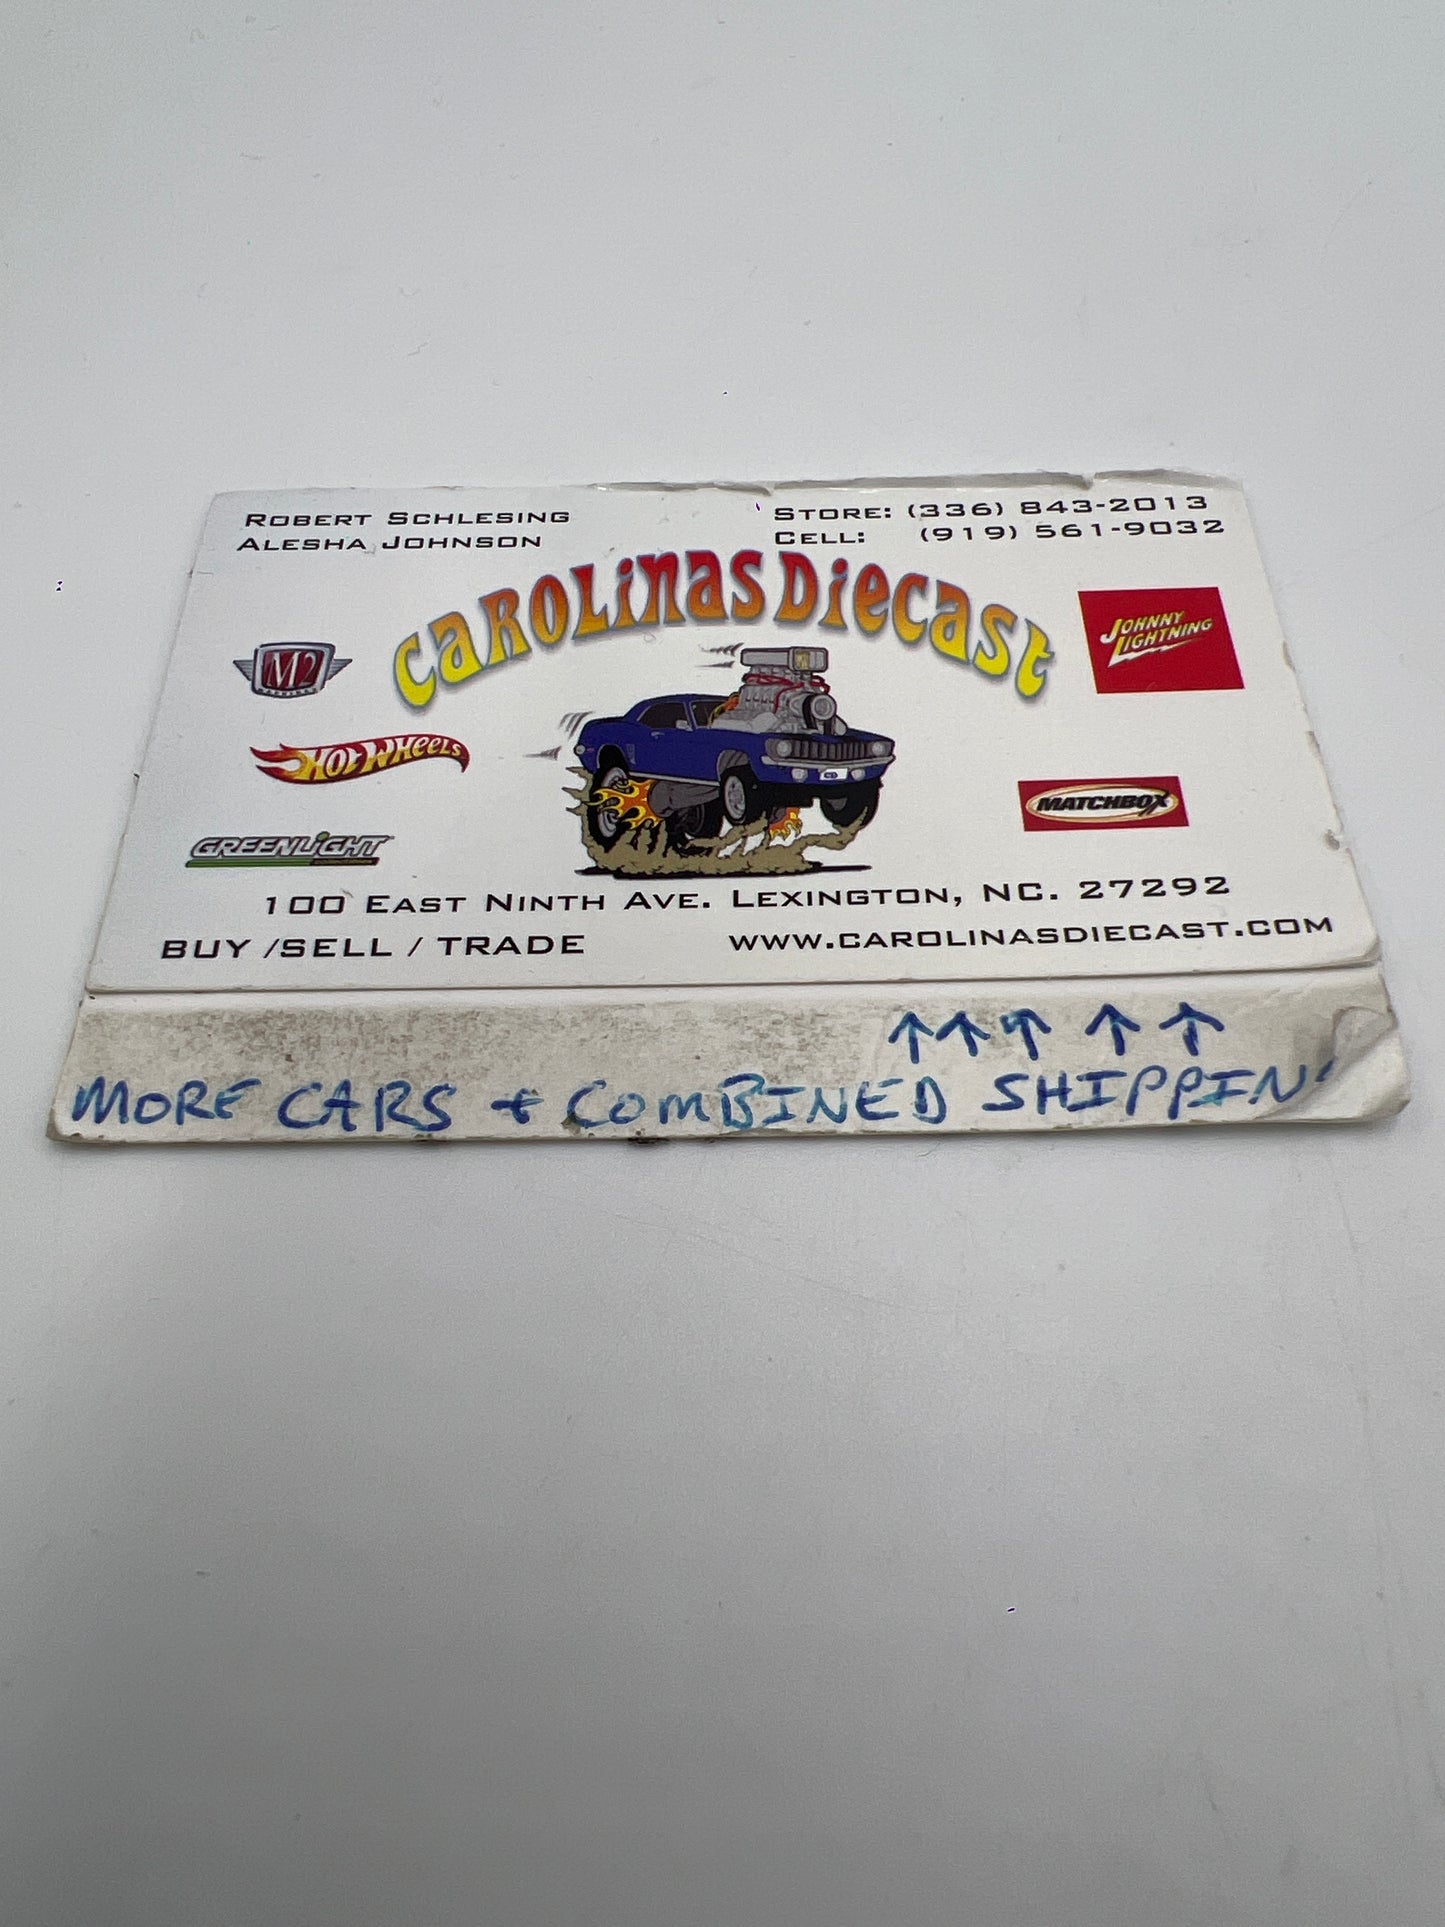 ROBERT SCHLESING
ALESHA JOHNSON
STORE: (336) 843-2013
CELL: (919) 561-9032
CAROLINAS DIECAST
M2
JOHNNY
LIGHTNING
HOT WHEELS
MATCHBOX
GREENLIGHT
100 EAST NINTH AVE. LEXINGTON, NC. 27292
BUY /SELL / TRADE
WWW.CAROLINASDIECAST.COM
↑ ↑ ↑ ↑ ↑
MORE CARS + COMBINED SHIPPIN